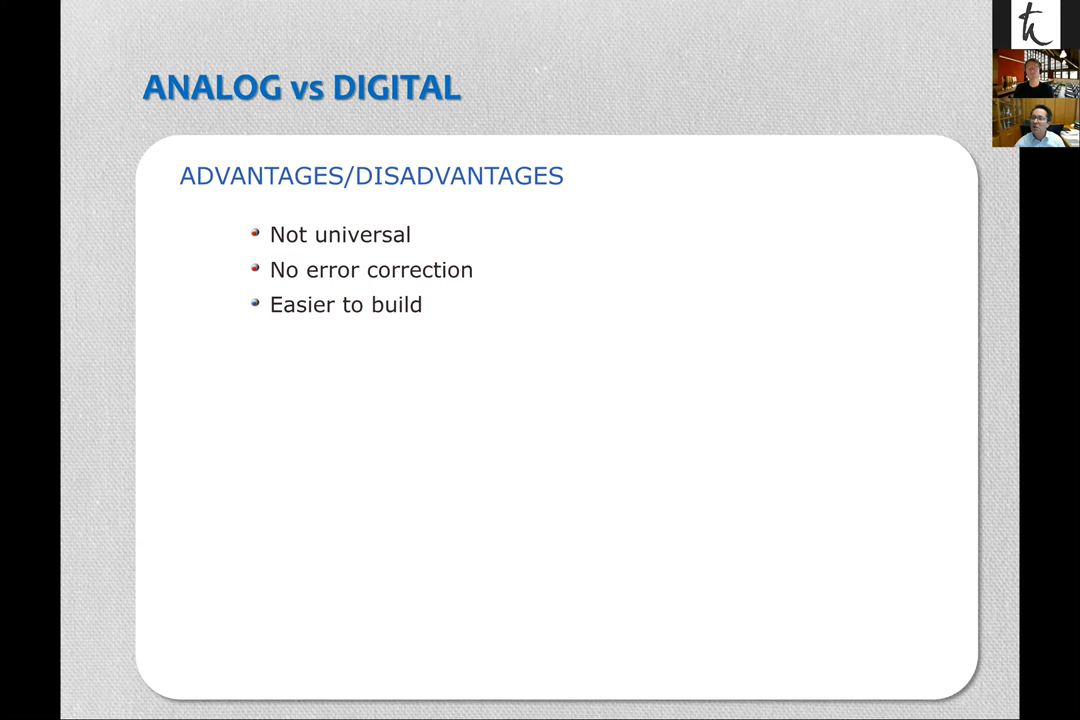 ANALOG vs DIGITAL
ADVANTAGES/DISADVANTAGES
Not universal
No error correction
Easier to build